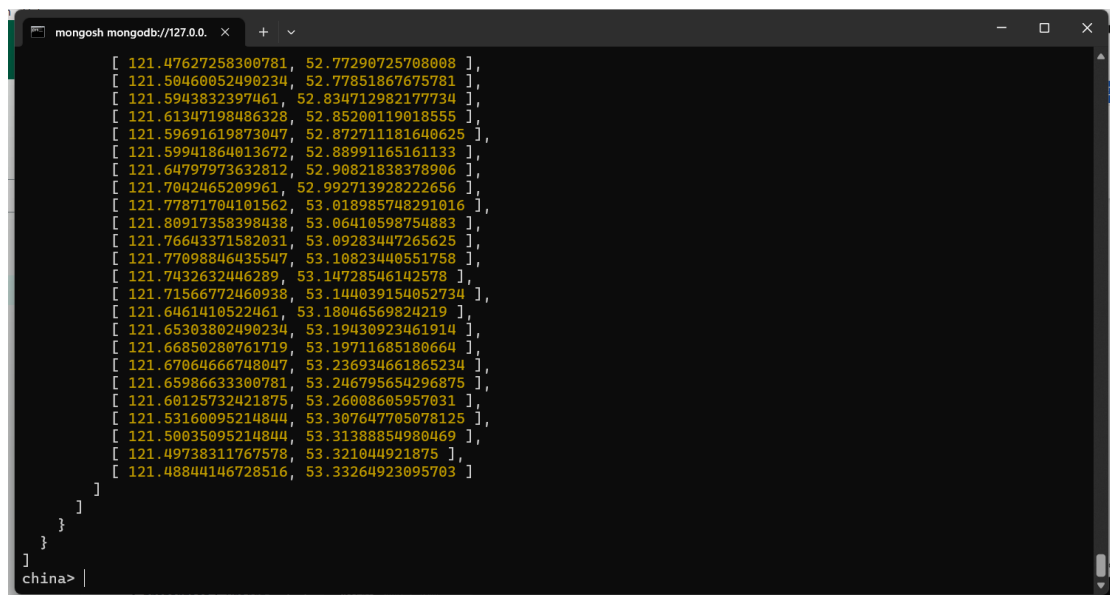 mongosh mongodb://127.0.0.
[ 121.47627258300781, 52.77290725708008 ],
[ 121.50460052490234, 52.77851867675781 ],
[ 121.5943832397461, 52.834712982177734 ],
[ 121.61347198486328, 52.85200119018555 ],
[ 121.59691619873047, 52.872711181640625 ],
[ 121.59941864013672, 52.88991165161133 ],
[ 121.64797973632812, 52.90821838378906 ],
[ 121.7042465209961, 52.992713928222656 ],
[ 121.77871704101562, 53.018985748291016 ],
[ 121.80917358398438, 53.06410598754883 ],
[ 121.76643371582031, 53.09283447265625 ],
[ 121.77098846435547, 53.10823440551758 ],
[ 121.7432632446289, 53.14728546142578 ],
[ 121.71566772460938, 53.144039154052734 ],
[ 121.6461410522461, 53.18046569824219 ],
[ 121.65303802490234, 53.19430923461914 ],
[ 121.66850280761719, 53.19711685180664 ],
[ 121.67064666748047, 53.236934661865234 ],
[ 121.65986633300781, 53.246795654296875 ],
[ 121.60125732421875, 53.26008605957031 ],
[ 121.53160095214844, 53.307647705078125 ],
[ 121.50035095214844, 53.31388854980469 ],
[ 121.49738311767578, 53.321044921875 ],
[ 121.48844146728516, 53.33264923095703 ]
]
]
}
}
]
china>